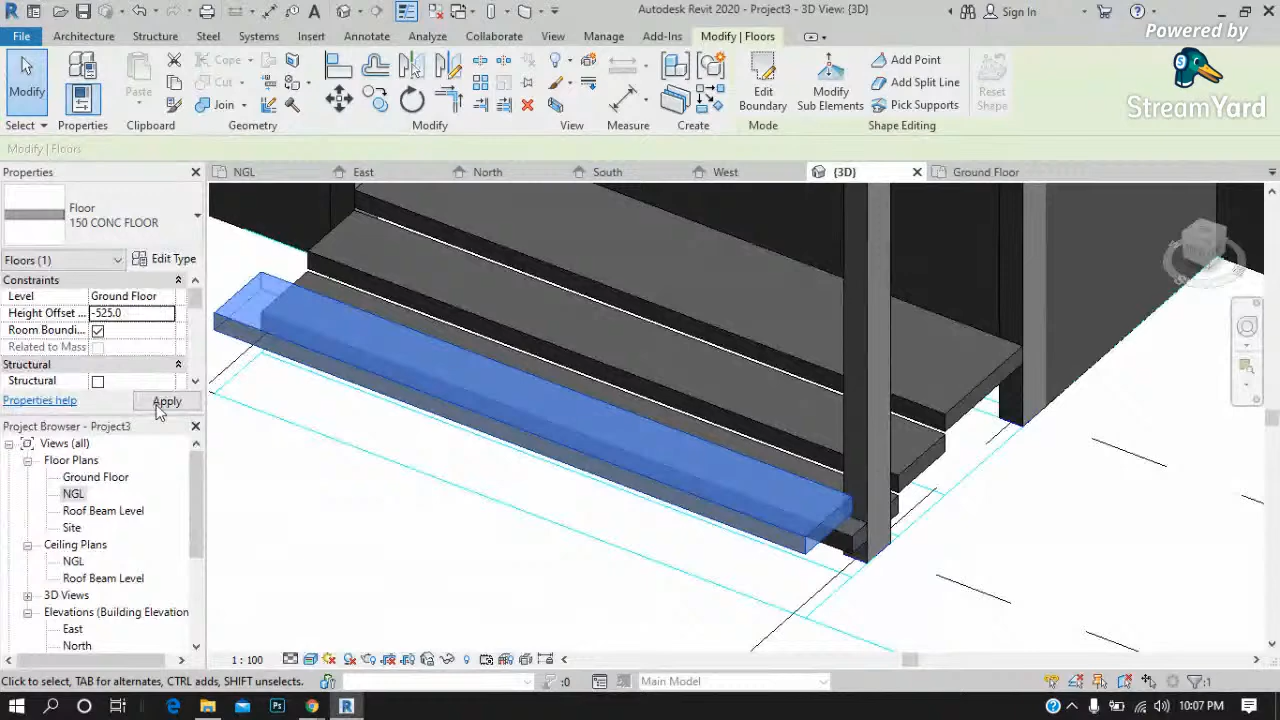 Autodesk Revit 2020 - Project3 - 3D View: {3D}
Sign In
File
Architecture
Structure
Steel
Systems
Insert
Annotate
Analyze
Collaborate
View
Manage
Add-Ins
Modify | Floors
Powered by
StreamYard
Modify
Paste
Cope
Cut
Join
Edit
Boundary
Modify
Sub Elements
Add Point
Add Split Line
Pick Supports
Reset
Shape
Select
Properties
Clipboard
Geometry
Modify
View
Measure
Create
Mode
Shape Editing
Modify | Floors
Properties
NGL
East
North
South
West
{3D}
Ground Floor
Floor
150 CONC FLOOR
Floors (1)
Edit Type
Constraints
Level Ground Floor
Height Offset ... -525.0
Room Boundi...
Related to Mass
Structural
Structural
Properties help
Apply
Project Browser - Project3
Views (all)
Floor Plans
Ground Floor
NGL
Roof Beam Level
Site
Ceiling Plans
NGL
Roof Beam Level
3D Views
Elevations (Building Elevation
East
North
1 : 100
Click to select, TAB for alternates, CTRL adds, SHIFT unselects.
:0
Main Model
:1
10:07 PM